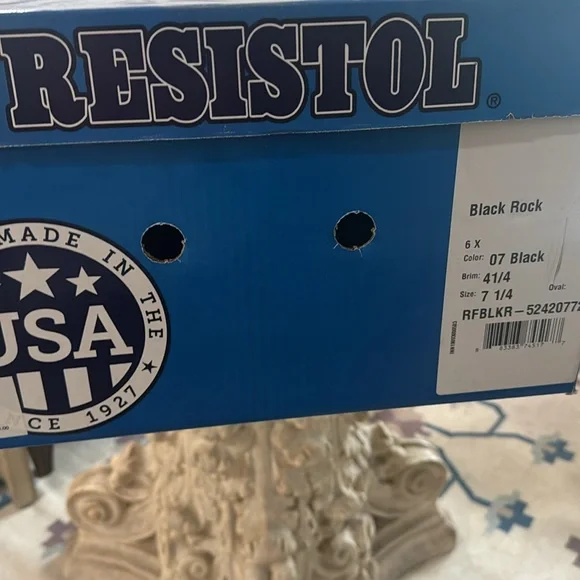 RESISTOL®
MADE IN THE
USA
CE 1927
Black Rock
6 X
Color: 07 Black
Brim: 41/4
Size: 7 1/4 Oval:
RFBLKR-52420772